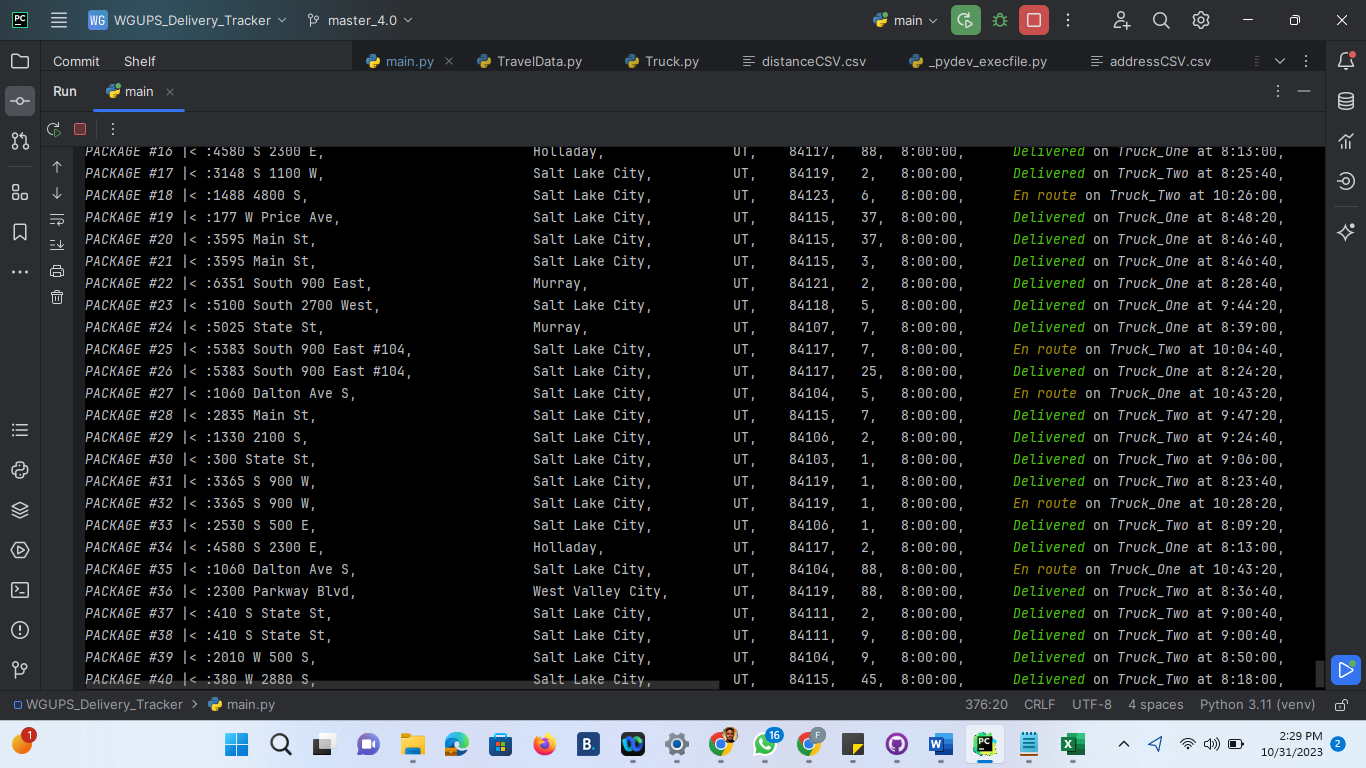 PC WG WGUPS_Delivery_Tracker master_4.0 main
Commit Shelf main.py TravelData.py Truck.py distanceCSV.csv _pydev_execfile.py addressCSV.csv
Run main
PACKAGE #16 |< :4580 S 2300 E, Holladay, UT, 84117, 88, 8:00:00, Delivered on Truck_One at 8:13:00,
PACKAGE #17 |< :3148 S 1100 W, Salt Lake City, UT, 84119, 2, 8:00:00, Delivered on Truck_Two at 8:25:40,
PACKAGE #18 |< :1488 4800 S, Salt Lake City, UT, 84123, 6, 8:00:00, En route on Truck_Two at 10:26:00,
PACKAGE #19 |< :177 W Price Ave, Salt Lake City, UT, 84115, 37, 8:00:00, Delivered on Truck_One at 8:48:20,
PACKAGE #20 |< :3595 Main St, Salt Lake City, UT, 84115, 37, 8:00:00, Delivered on Truck_One at 8:46:40,
PACKAGE #21 |< :3595 Main St, Salt Lake City, UT, 84115, 3, 8:00:00, Delivered on Truck_One at 8:46:40,
PACKAGE #22 |< :6351 South 900 East, Murray, UT, 84121, 2, 8:00:00, Delivered on Truck_One at 8:28:40,
PACKAGE #23 |< :5100 South 2700 West, Salt Lake City, UT, 84118, 5, 8:00:00, Delivered on Truck_One at 9:44:20,
PACKAGE #24 |< :5025 State St, Murray, UT, 84107, 7, 8:00:00, Delivered on Truck_One at 8:39:00,
PACKAGE #25 |< :5383 South 900 East #104, Salt Lake City, UT, 84117, 7, 8:00:00, En route on Truck_Two at 10:04:40,
PACKAGE #26 |< :5383 South 900 East #104, Salt Lake City, UT, 84117, 25, 8:00:00, Delivered on Truck_One at 8:24:20,
PACKAGE #27 |< :1060 Dalton Ave S, Salt Lake City, UT, 84104, 5, 8:00:00, En route on Truck_One at 10:43:20,
PACKAGE #28 |< :2835 Main St, Salt Lake City, UT, 84115, 7, 8:00:00, Delivered on Truck_Two at 9:47:20,
PACKAGE #29 |< :1330 2100 S, Salt Lake City, UT, 84106, 2, 8:00:00, Delivered on Truck_Two at 9:24:40,
PACKAGE #30 |< :300 State St, Salt Lake City, UT, 84103, 1, 8:00:00, Delivered on Truck_Two at 9:06:00,
PACKAGE #31 |< :3365 S 900 W, Salt Lake City, UT, 84119, 1, 8:00:00, Delivered on Truck_Two at 8:23:40,
PACKAGE #32 |< :3365 S 900 W, Salt Lake City, UT, 84119, 1, 8:00:00, En route on Truck_One at 10:28:20,
PACKAGE #33 |< :2530 S 500 E, Salt Lake City, UT, 84106, 1, 8:00:00, Delivered on Truck_Two at 8:09:20,
PACKAGE #34 |< :4580 S 2300 E, Holladay, UT, 84117, 2, 8:00:00, Delivered on Truck_One at 8:13:00,
PACKAGE #35 |< :1060 Dalton Ave S, Salt Lake City, UT, 84104, 88, 8:00:00, En route on Truck_One at 10:43:20,
PACKAGE #36 |< :2300 Parkway Blvd, West Valley City, UT, 84119, 88, 8:00:00, Delivered on Truck_Two at 8:36:40,
PACKAGE #37 |< :410 S State St, Salt Lake City, UT, 84111, 2, 8:00:00, Delivered on Truck_Two at 9:00:40,
PACKAGE #38 |< :410 S State St, Salt Lake City, UT, 84111, 9, 8:00:00, Delivered on Truck_Two at 9:00:40,
PACKAGE #39 |< :2010 W 500 S, Salt Lake City, UT, 84104, 9, 8:00:00, Delivered on Truck_Two at 8:50:00,
PACKAGE #40 |< :380 W 2880 S, Salt Lake City, UT, 84115, 45, 8:00:00, Delivered on Truck_Two at 8:18:00,
WGUPS_Delivery_Tracker main.py 376:20 CRLF UTF-8 4 spaces Python 3.11 (venv)
1 B. 16 F W PC X 2:29 PM
10/31/2023 2